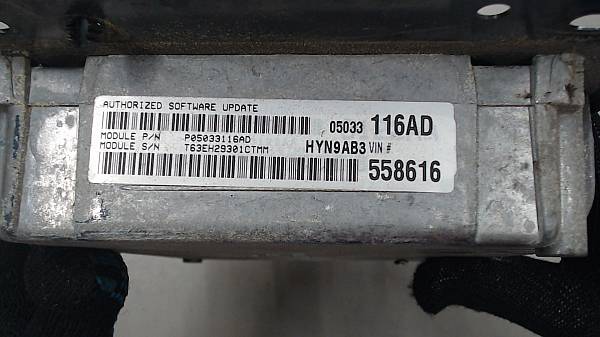 AUTHORIZED SOFTWARE UPDATE
05033 116AD
MODULE P/N P05033116AD
MODULE S/N T63EH29301CTMM
HYN9AB3 VIN #
558616